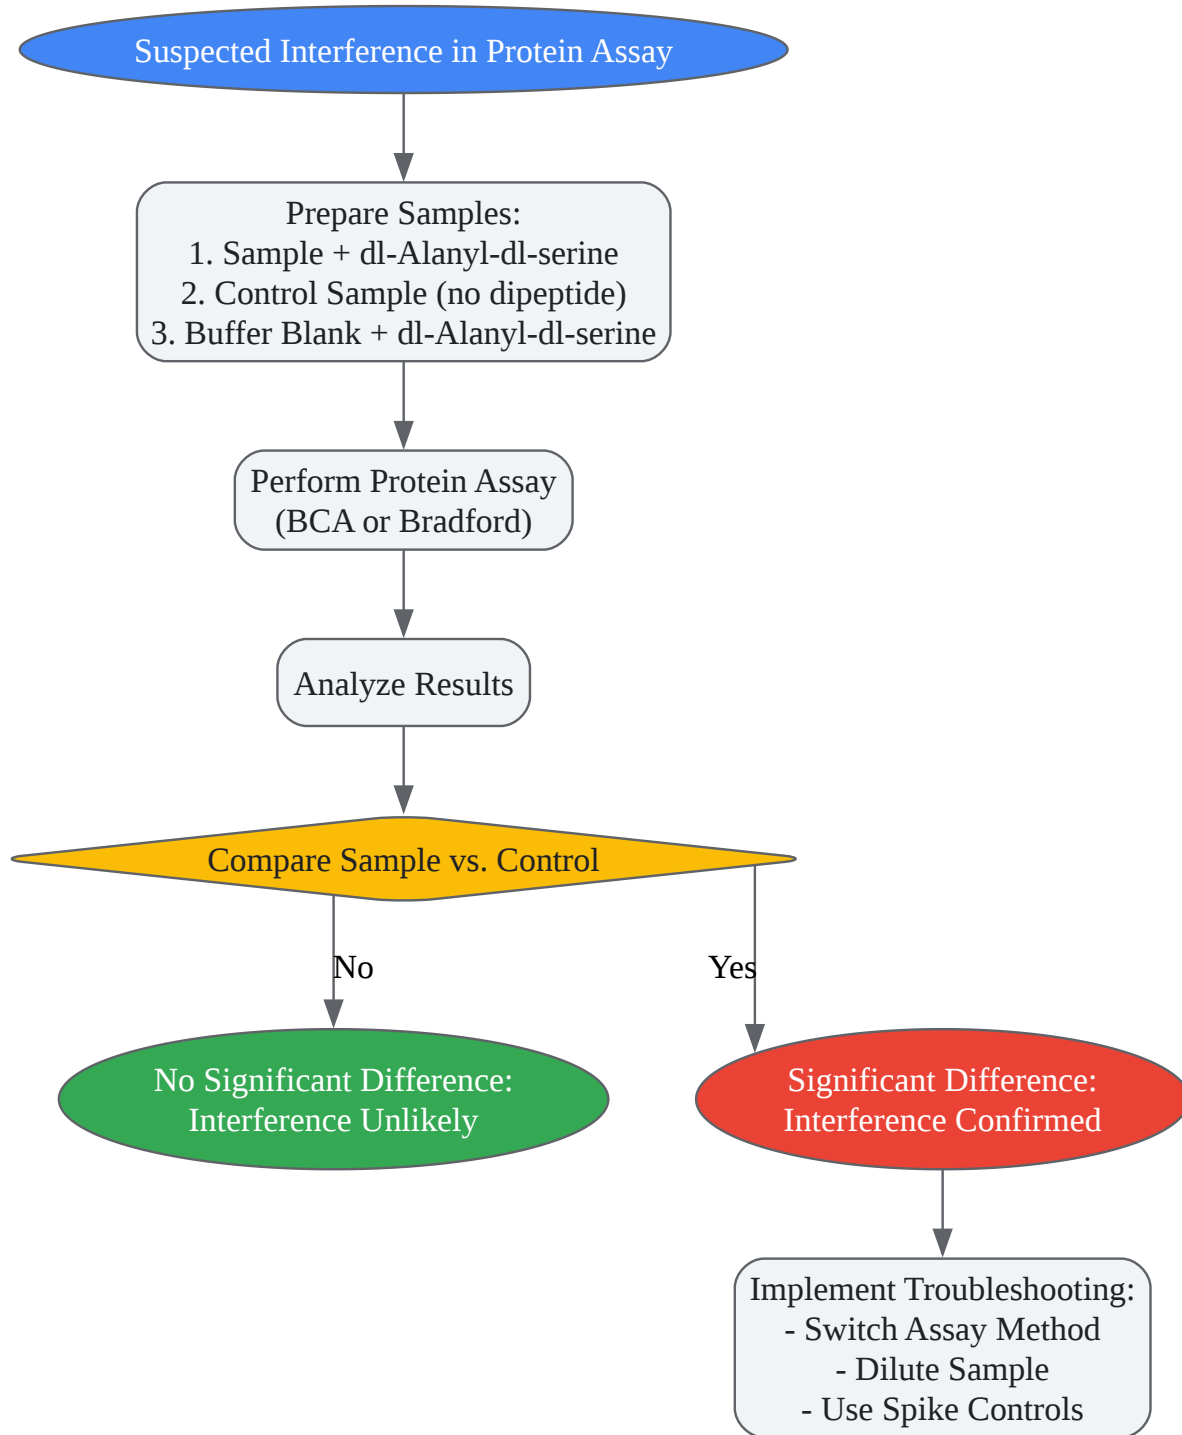 Suspected Interference in Protein Assay
Prepare Samples:
1. Sample + dl-Alanyl-dl-serine
2. Control Sample (no dipeptide)
3. Buffer Blank + dl-Alanyl-dl-serine
Perform Protein Assay
(BCA or Bradford)
Analyze Results
Compare Sample vs. Control
No
Yes
No Significant Difference:
Interference Unlikely
Significant Difference:
Interference Confirmed
Implement Troubleshooting:
- Switch Assay Method
- Dilute Sample
- Use Spike Controls